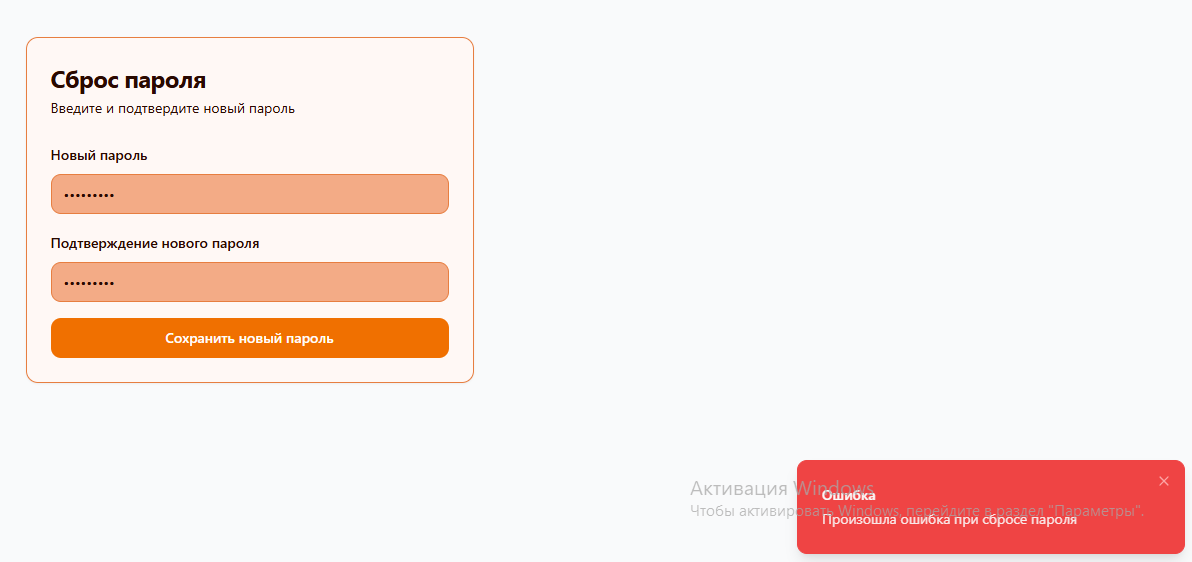 Сброс пароля
Введите и подтвердите новый пароль
Новый пароль
•••••••••
Подтверждение нового пароля
•••••••••
Сохранить новый пароль
Активация Windows
Чтобы активировать Windows, перейдите в раздел "Параметры".
Ошибка
Произошла ошибка при сбросе пароля